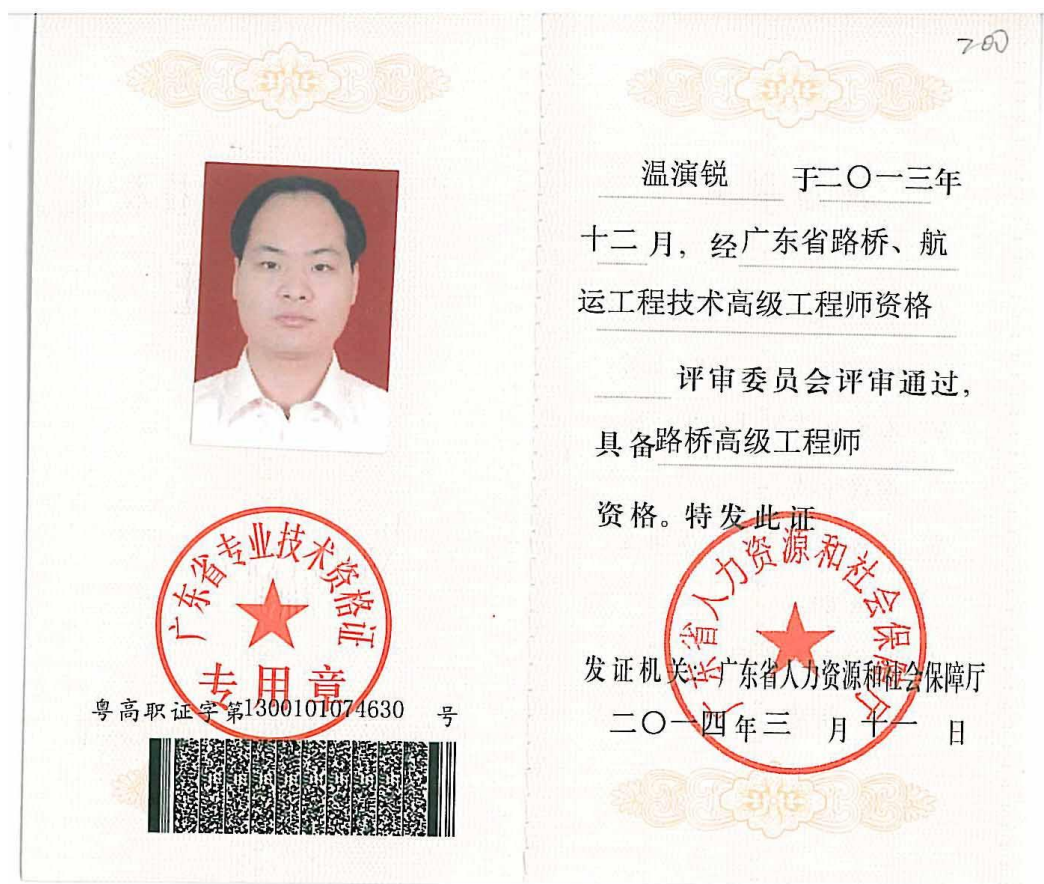 广东省专业技术资格证
专用章
粤高职证字第1300101074630 号
温演锐 于二〇一三年
十二月，经广东省路桥、航
运工程技术高级工程师资格
评审委员会评审通过，
具备路桥高级工程师
资格。特发此证
广东省人力资源和社会保障厅
发证机关：广东省人力资源和社会保障厅
二〇一四年三 月十一 日